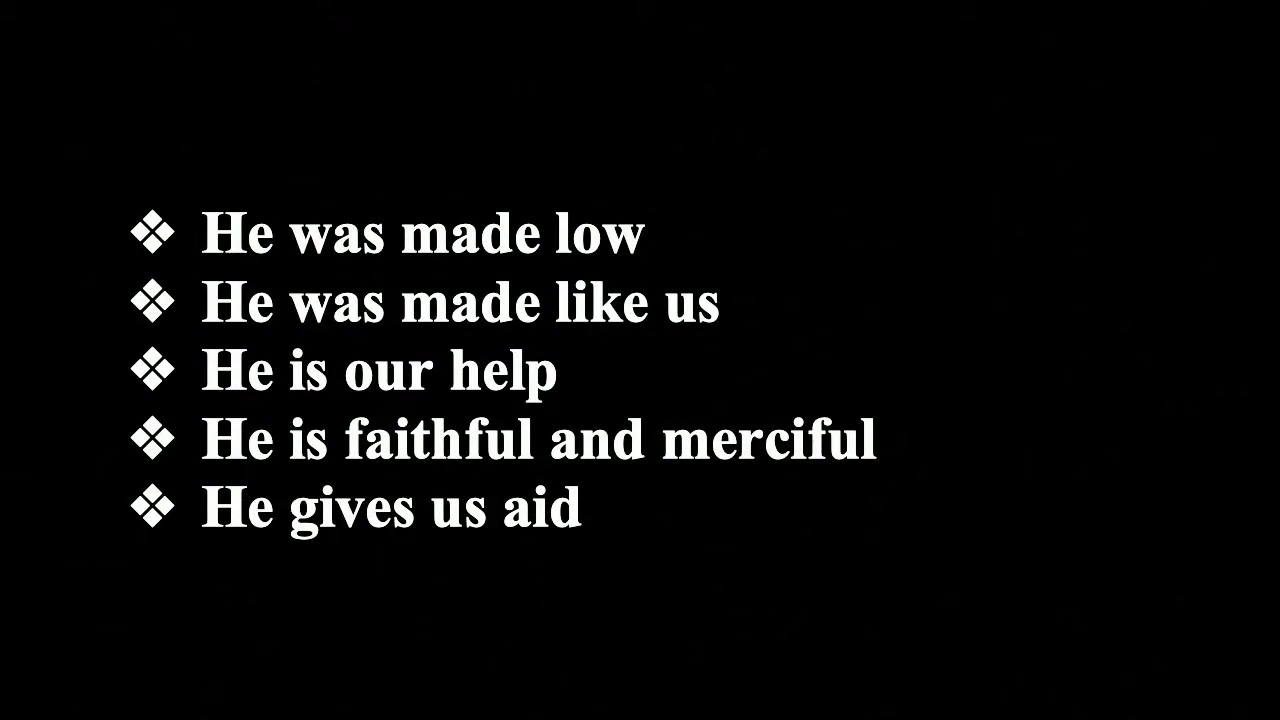 ❖ He was made low
❖ He was made like us
❖ He is our help
❖ He is faithful and merciful
❖ He gives us aid